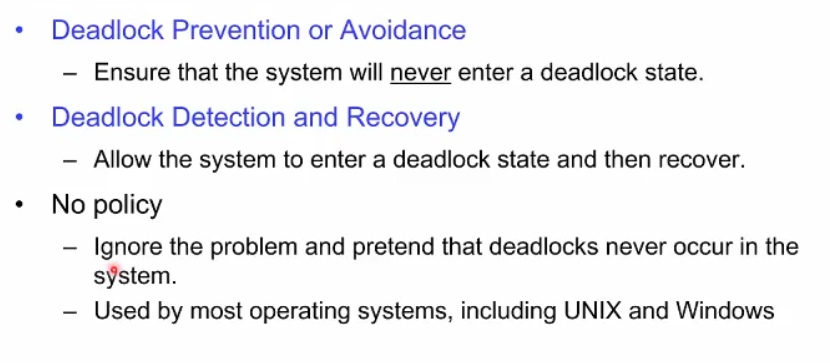 • Deadlock Prevention or Avoidance
– Ensure that the system will never enter a deadlock state.
• Deadlock Detection and Recovery
– Allow the system to enter a deadlock state and then recover.
• No policy
– Ignore the problem and pretend that deadlocks never occur in the
system.
– Used by most operating systems, including UNIX and Windows